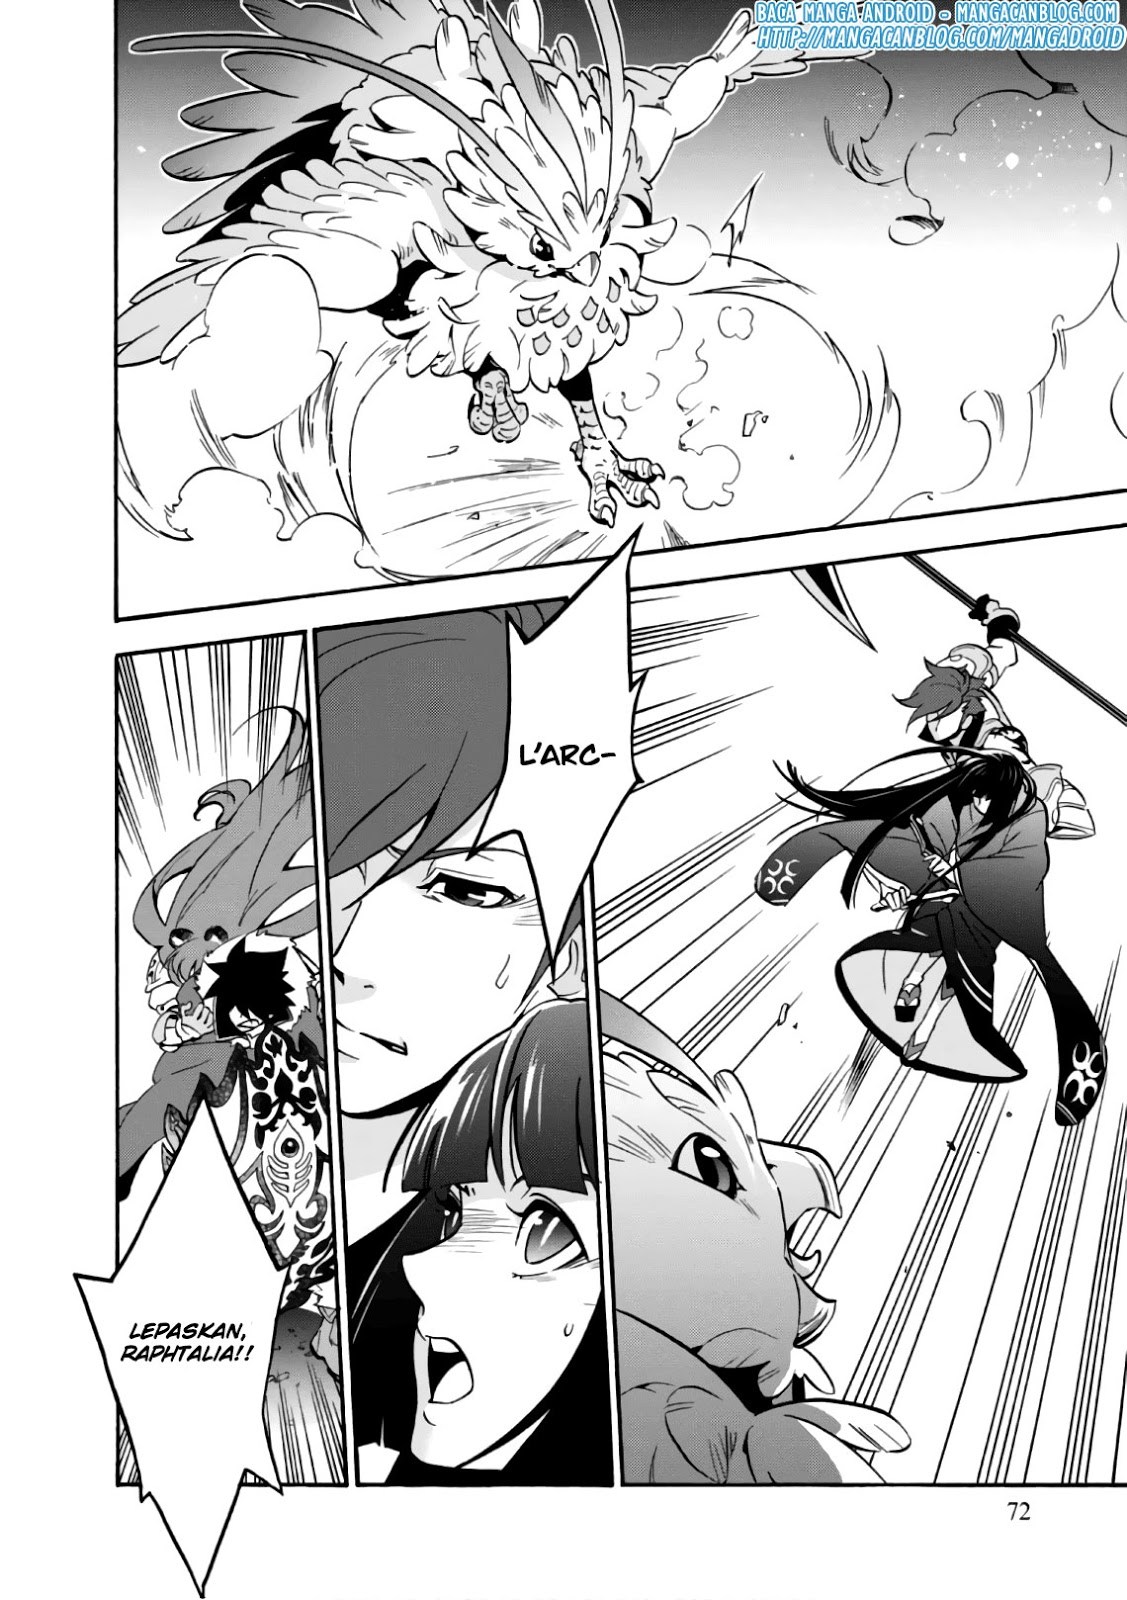 BACA MANGA ANDROID - MANGACANBLOG.COM
HTTP://MANGACANBLOG.COM/MANGADROID
L'ARC-
LEPASKAN,
RAPHTALIA!!
72